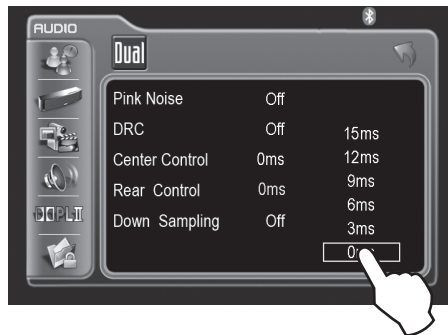 AUDIO
Dual
Pink Noise Off
DRC Off
Center Control 0ms
Rear Control 0ms
Down Sampling Off
15ms
12ms
9ms
6ms
3ms
PLII